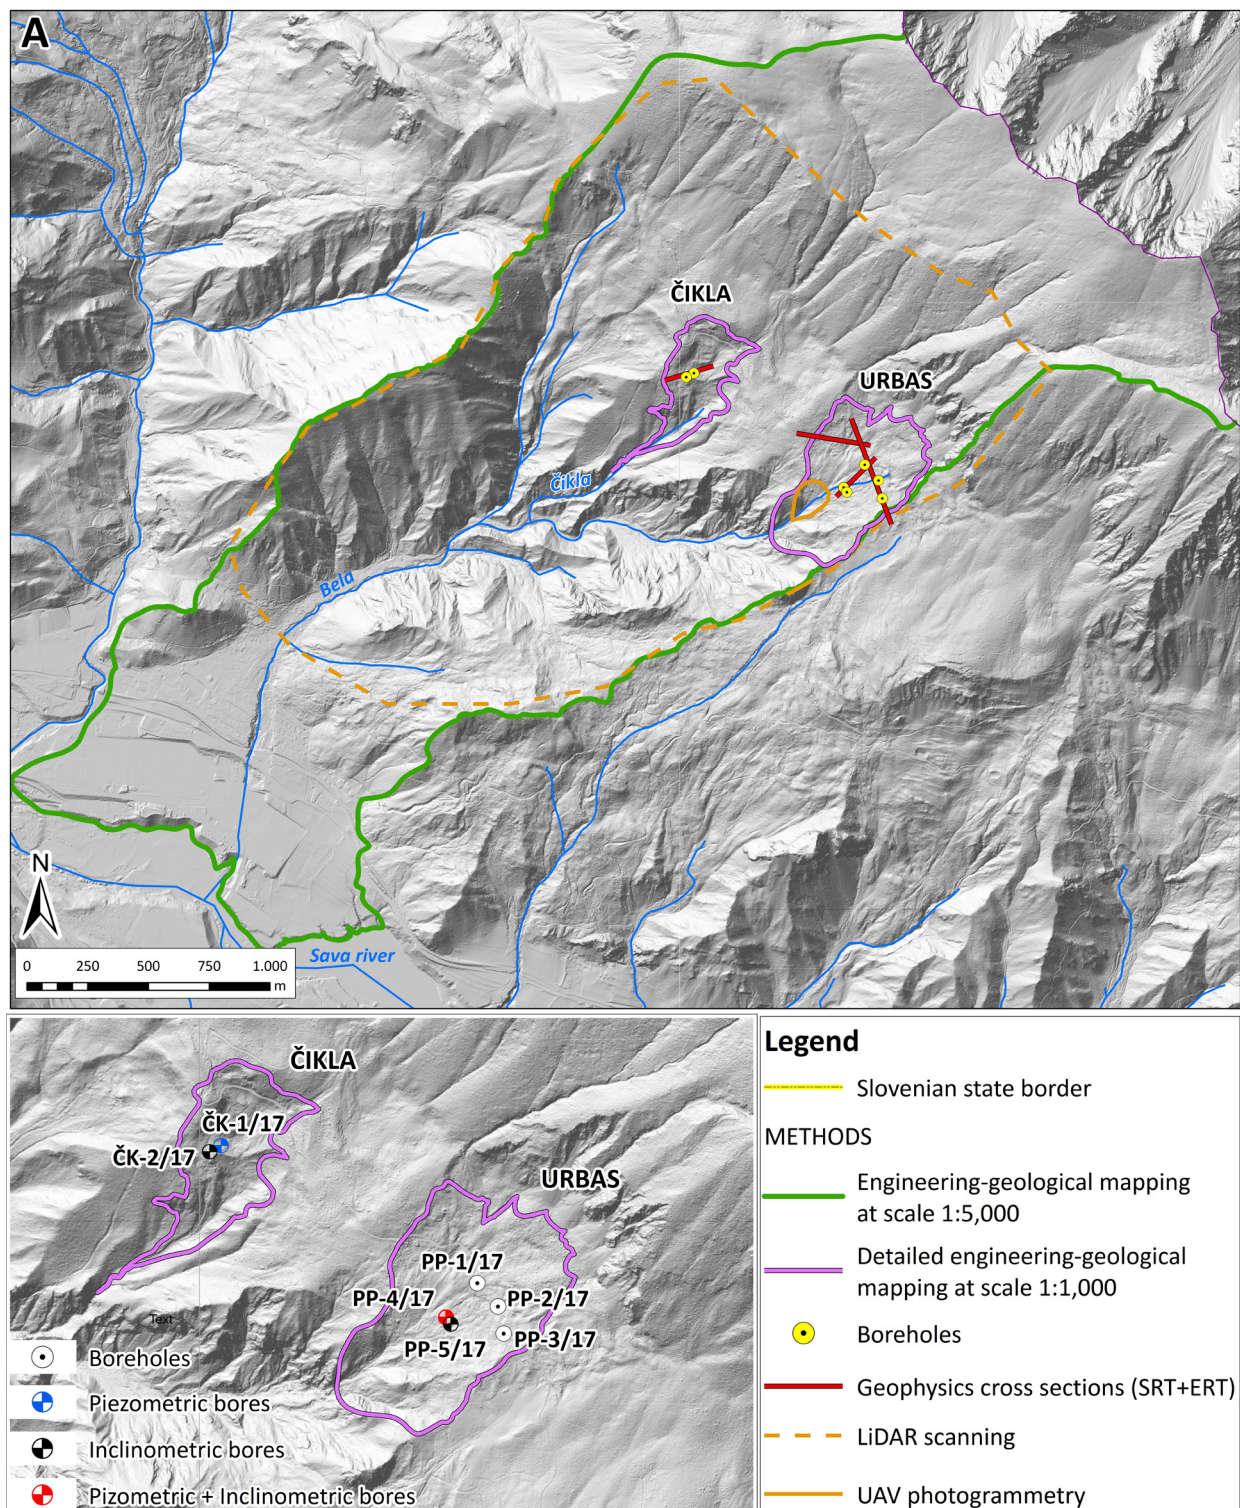 A
ČIKLA
URBAS
Čikla
Bela
N
0 250 500 750 1.000
m
Sava river
ČIKLA
ČK-1/17
ČK-2/17
URBAS
PP-1/17
PP-4/17
PP-2/17
PP-3/17
PP-5/17
Text
Boreholes
Piezometric bores
Inclinometric bores
Pizometric + Inclinometric bores
Legend
Slovenian state border
METHODS
Engineering-geological mapping
at scale 1:5,000
Detailed engineering-geological
mapping at scale 1:1,000
Boreholes
Geophysics cross sections (SRT+ERT)
LiDAR scanning
UAV photogrammetry